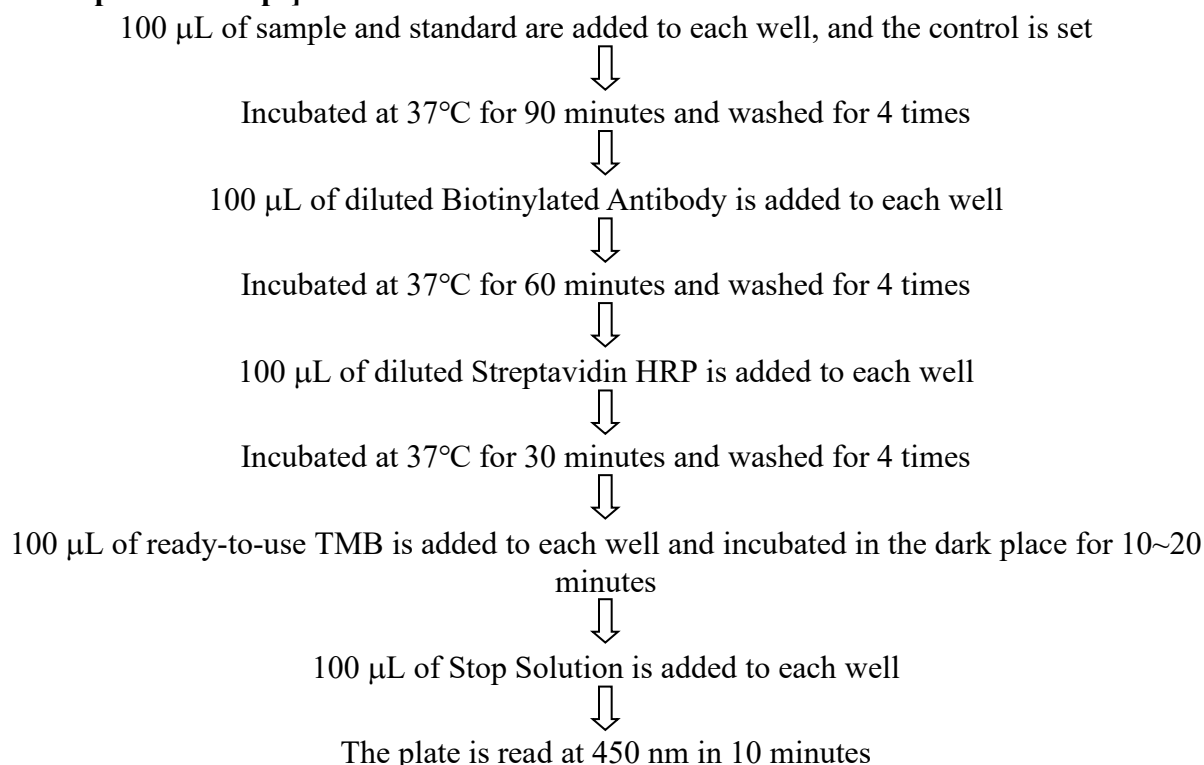 100 μL of sample and standard are added to each well, and the control is set
Incubated at 37℃ for 90 minutes and washed for 4 times
100 μL of diluted Biotinylated Antibody is added to each well
Incubated at 37℃ for 60 minutes and washed for 4 times
100 μL of diluted Streptavidin HRP is added to each well
Incubated at 37℃ for 30 minutes and washed for 4 times
100 μL of ready-to-use TMB is added to each well and incubated in the dark place for 10~20
minutes
100 μL of Stop Solution is added to each well
The plate is read at 450 nm in 10 minutes